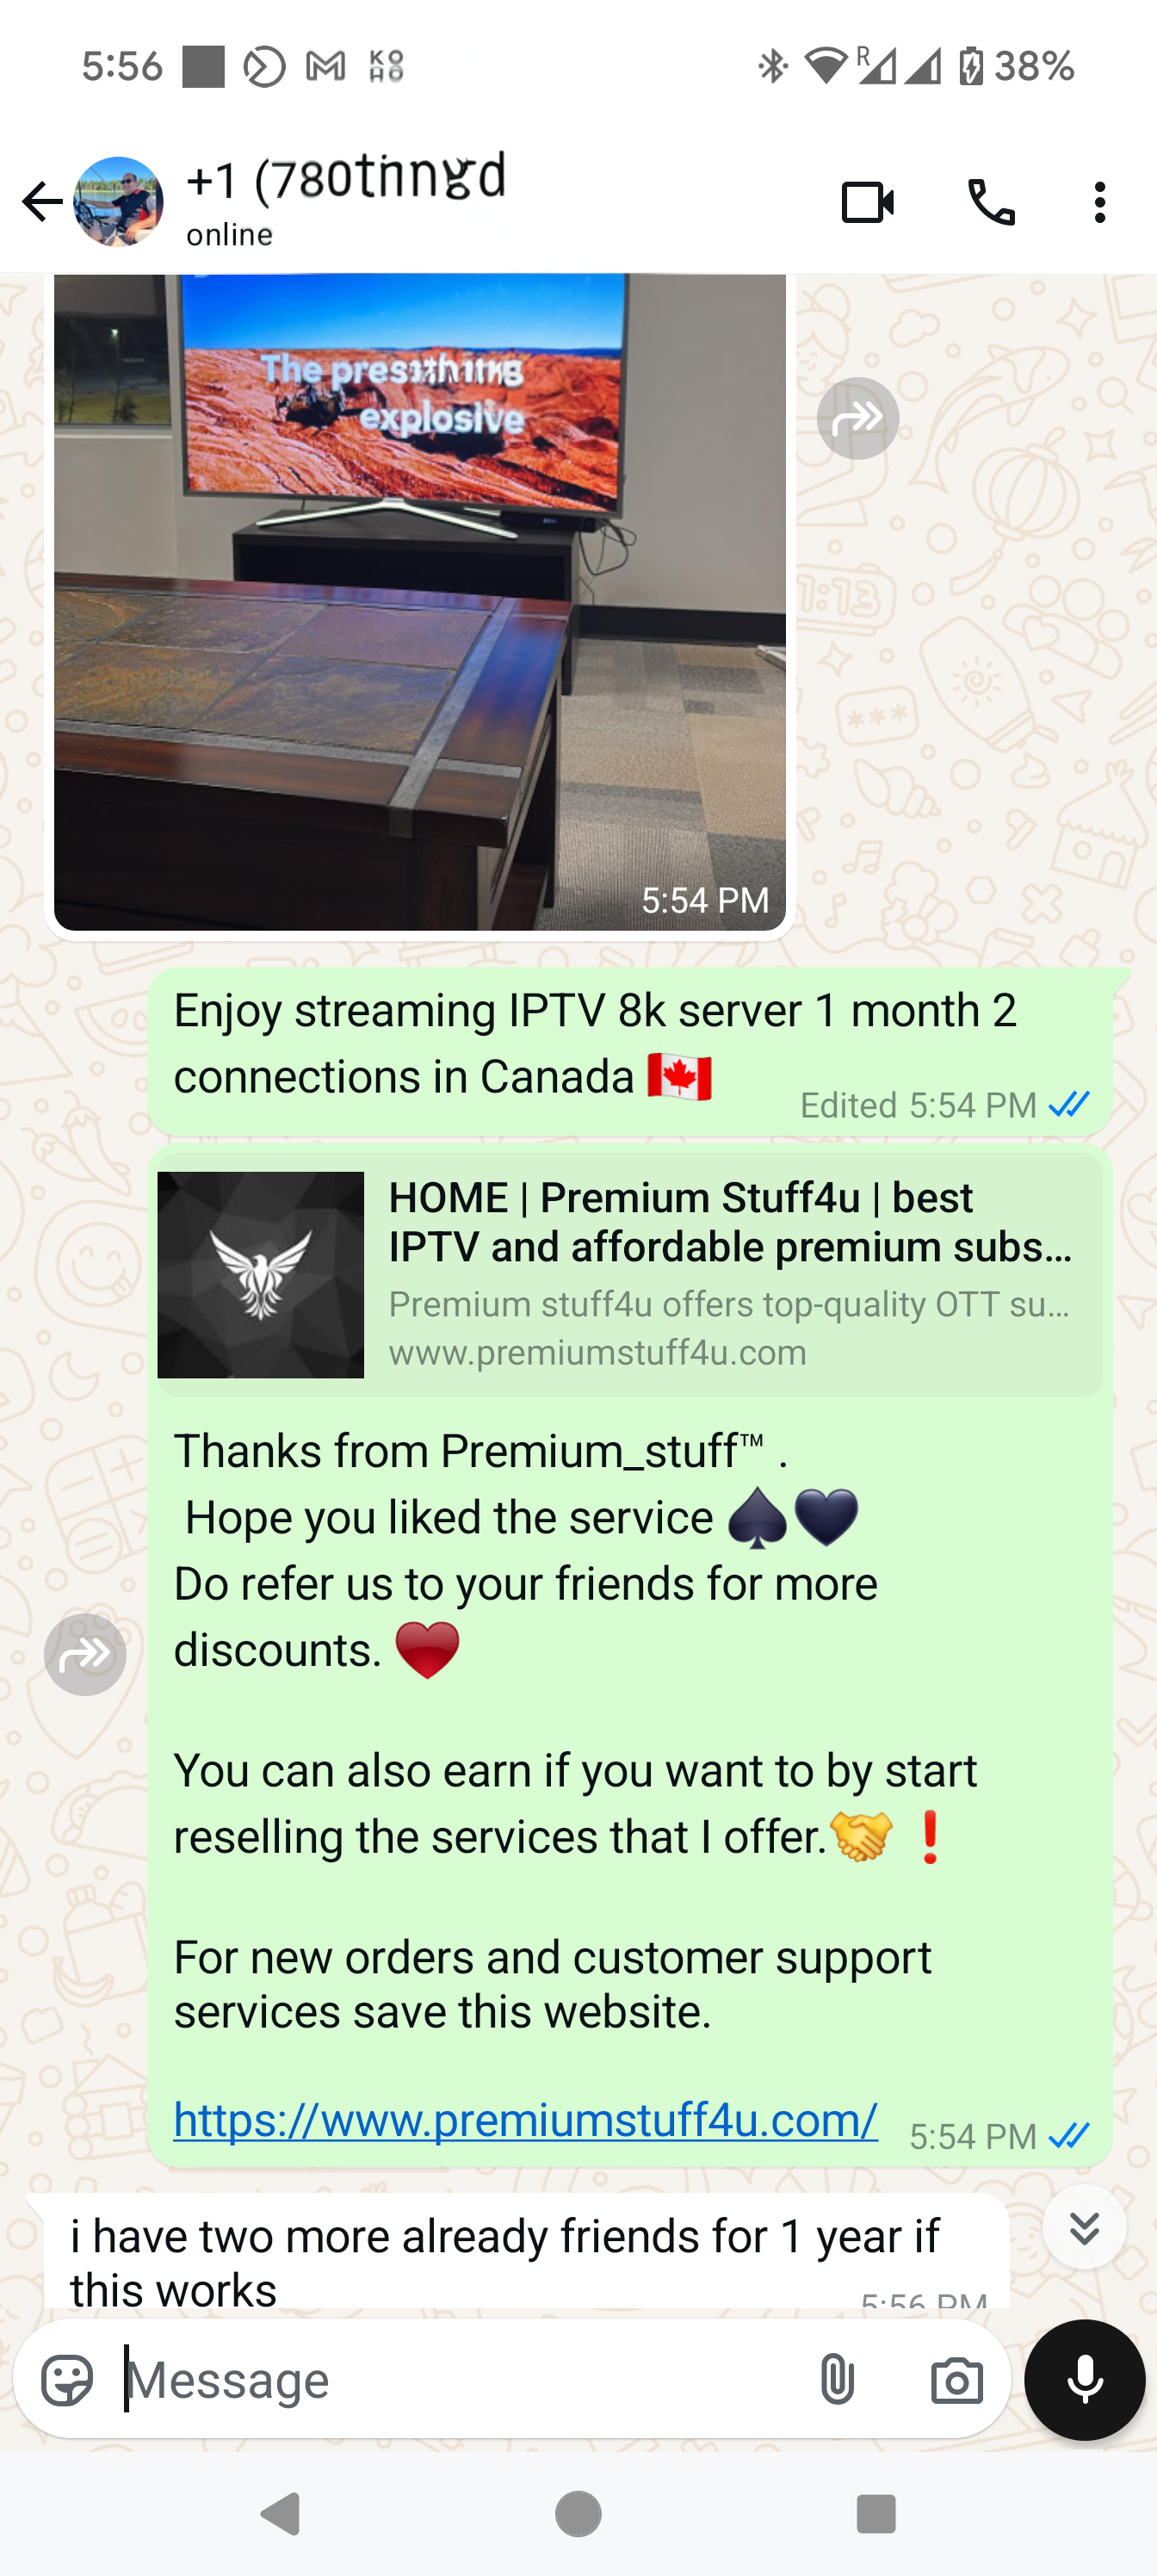 5:56
38%
+1 (780
online
The
explosive
5:54 PM
Enjoy streaming IPTV 8k server 1 month 2
connections in Canada 🇨🇦
Edited 5:54 PM
HOME | Premium Stuff4u | best
IPTV and affordable premium subs...
Premium stuff4u offers top-quality OTT su...
www.premiumstuff4u.com
Thanks from Premium_stuff™ .
Hope you liked the service ♠️🖤
Do refer us to your friends for more
discounts. ♥️
You can also earn if you want to by start
reselling the services that I offer.🤝❗
For new orders and customer support
services save this website.
https://www.premiumstuff4u.com/
5:54 PM
i have two more already friends for 1 year if
this works
5:56 PM
Message